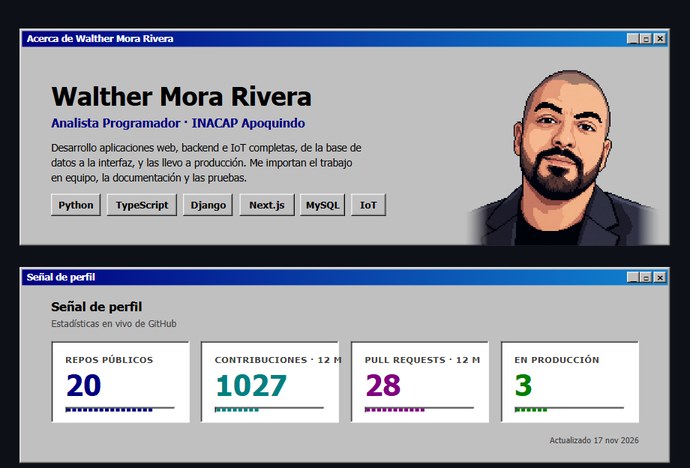 Acerca de Walther Mora Rivera
Walther Mora Rivera
Analista Programador · INACAP Apoquindo
Desarrollo aplicaciones web, backend e IoT completas, de la base de
datos a la interfaz, y las llevo a producción. Me importan el trabajo
en equipo, la documentación y las pruebas.
Python TypeScript Django Next.js MySQL IoT
Señal de perfil
Señal de perfil
Estadísticas en vivo de GitHub
REPOS PÚBLICOS
20
CONTRIBUCIONES · 12 M
1027
PULL REQUESTS · 12 M
28
EN PRODUCCIÓN
3
Actualizado 17 nov 2026